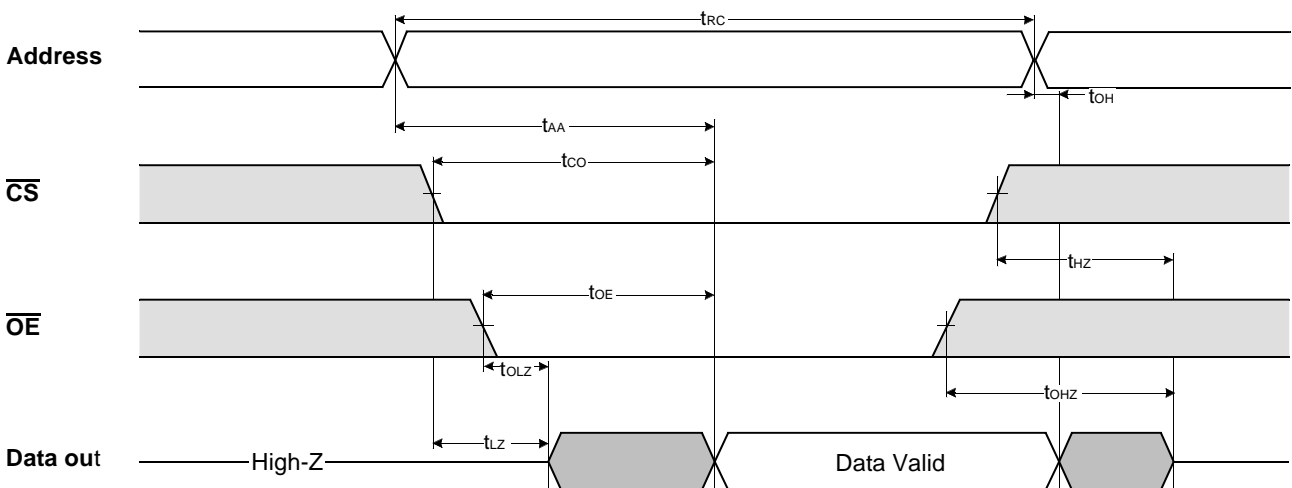 tRC
Address
tOH
tAA
tCO
CS
tHZ
tOE
OE
tOLZ
tOHZ
tLZ
Data out
High-Z
Data Valid